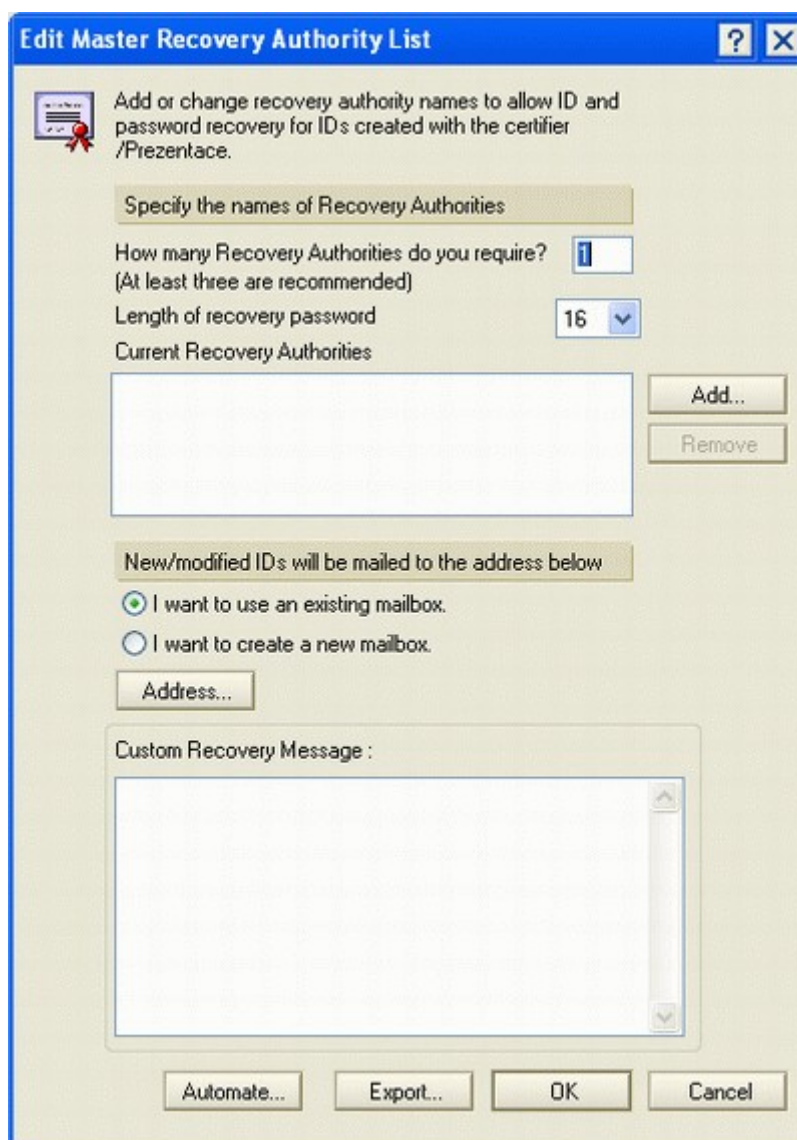 Edit Master Recovery Authority List
Add or change recovery authority names to allow ID and
password recovery for IDs created with the certifier
/Prezentace.
Specify the names of Recovery Authorities
How many Recovery Authorities do you require? 1
(At least three are recommended)
Length of recovery password 16
Current Recovery Authorities
Add...
Remove
New/modified IDs will be mailed to the address below
I want to use an existing mailbox.
I want to create a new mailbox.
Address...
Custom Recovery Message :
Automate... Export... OK Cancel